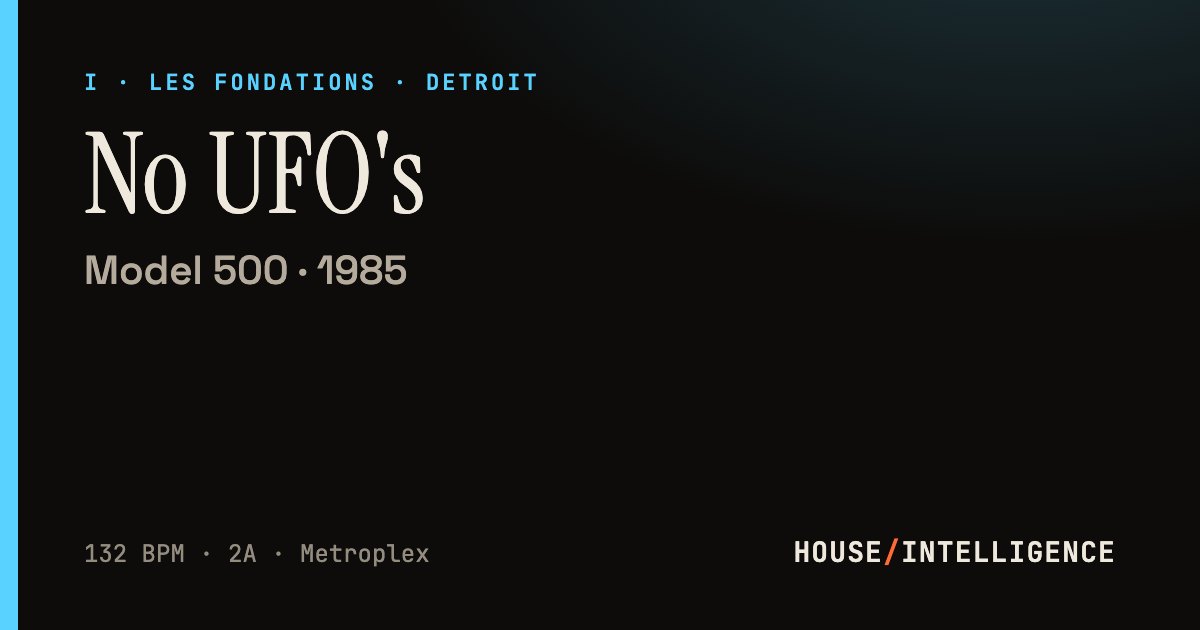 I · LES FONDATIONS · DETROIT
No UFO's
Model 500 · 1985
132 BPM · 2A · Metroplex
HOUSE/INTELLIGENCE